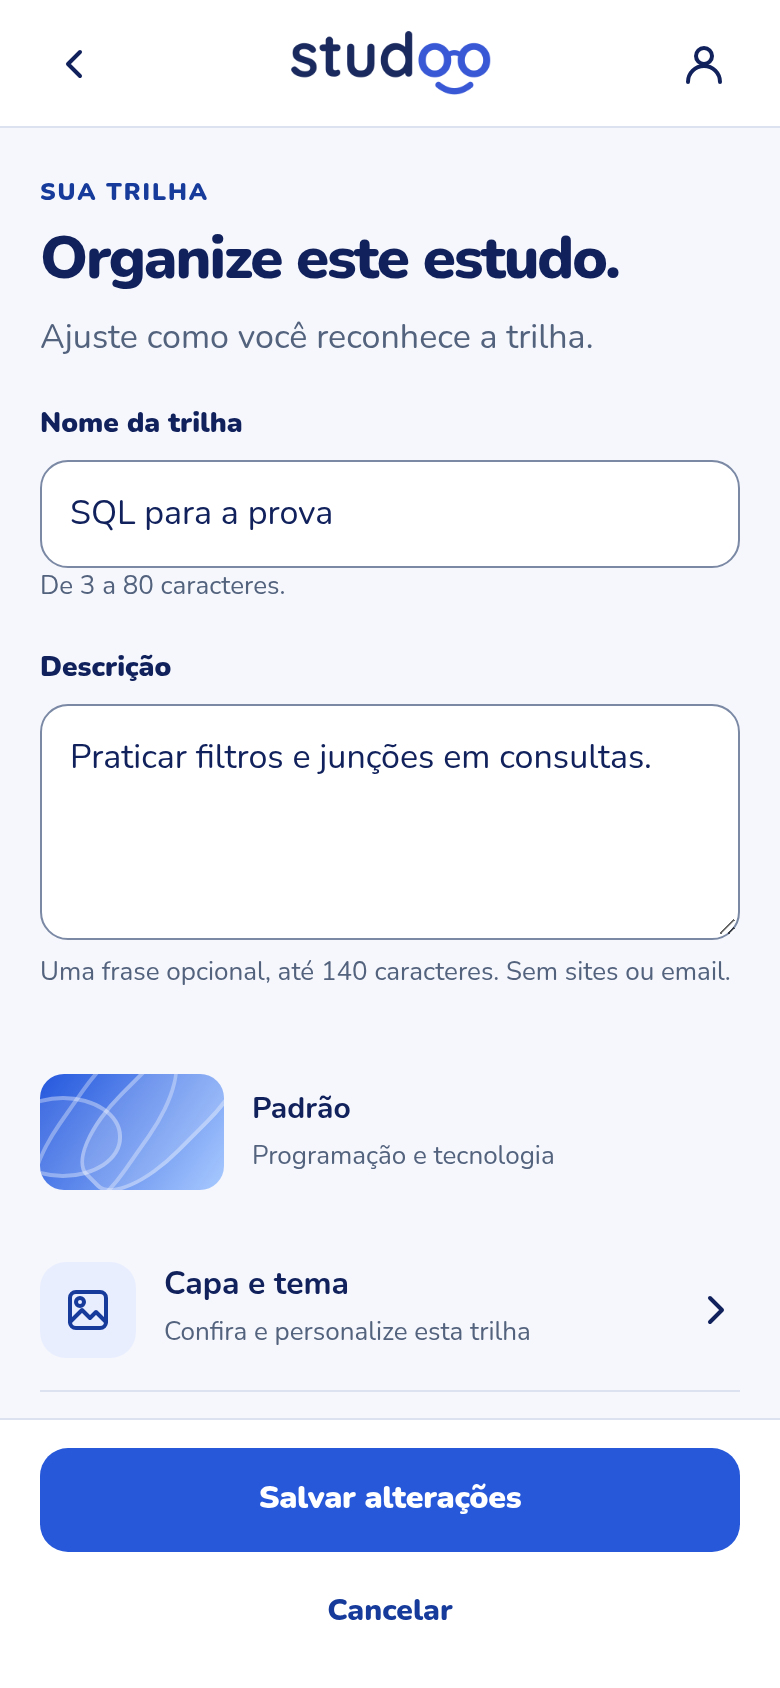 studoo
SUA TRILHA
Organize este estudo.
Ajuste como você reconhece a trilha.
Nome da trilha
SQL para a prova
De 3 a 80 caracteres.
Descrição
Praticar filtros e junções em consultas.
Uma frase opcional, até 140 caracteres. Sem sites ou email.
Padrão
Programação e tecnologia
Capa e tema
Confira e personalize esta trilha
Salvar alterações
Cancelar